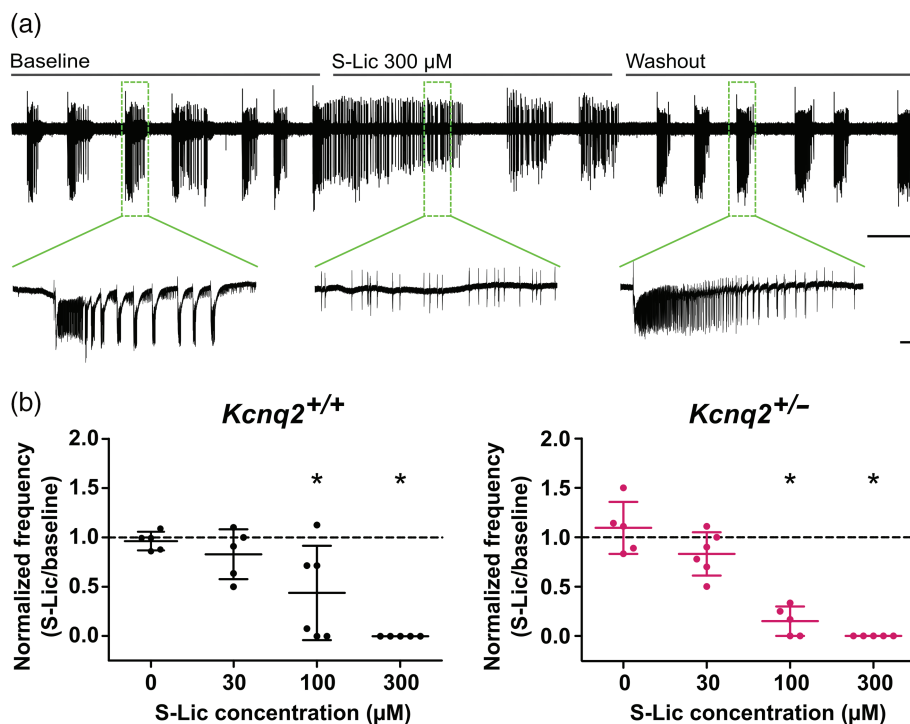 (a)
Baseline S-Lic 300 µM Washout
(b)
Kcnq2+/+ Kcnq2+/−
Normalized frequency
(S-Lic/baseline)
2.0
1.5
1.0
0.5
0.0
* *
0 30 100 300
S-Lic concentration (µM)
Normalized frequency
(S-Lic/baseline)
2.0
1.5
1.0
0.5
0.0
* *
0 30 100 300
S-Lic concentration (µM)